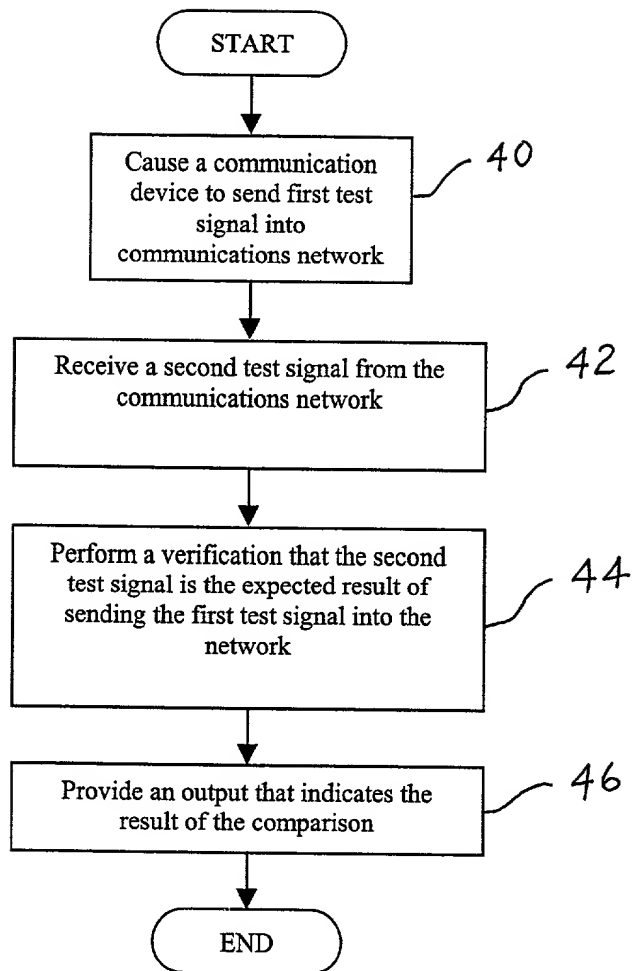 START
Cause a communication
device to send first test
signal into
communications network
40
Receive a second test signal from the
communications network
42
Perform a verification that the second
test signal is the expected result of
sending the first test signal into the
network
44
Provide an output that indicates the
result of the comparison
46
END